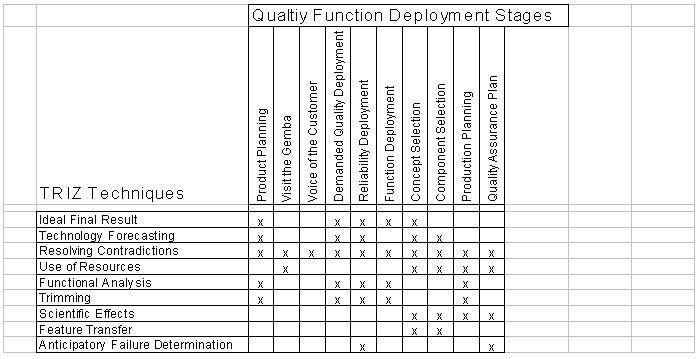 Qualtiy Function Deployment Stages
Product Planning
Visit the Gemba
Voice of the Customer
Demanded Quality Deployment
Reliability Deployment
Function Deployment
Concept Selection
Component Selection
Production Planning
Quality Assurance Plan
TRIZ Techniques
Ideal Final Result x x x x x
Technology Forecasting x x x x x
Resolving Contradictions x x x x x x x x x x
Use of Resources x x x x x
Functional Analysis x x x x x
Trimming x x x x x
Scientific Effects x x x x
Feature Transfer x x
Anticipatory Failure Determination x x